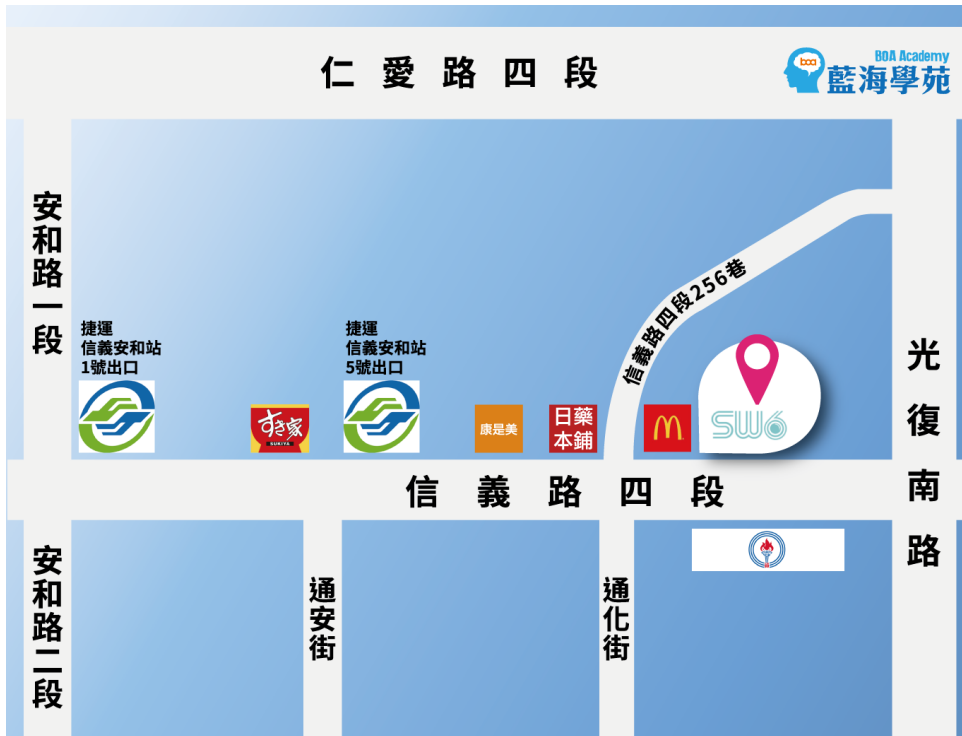 仁愛路四段
boa
BOA Academy
藍海學苑
安和路一段
捷運
信義安和站
1號出口
すき家
SUKIYA
捷運
信義安和站
5號出口
康是美
日藥
本鋪
信義路四段256巷
SW6
光復南路
信義路四段
安和路二段
通安街
通化街